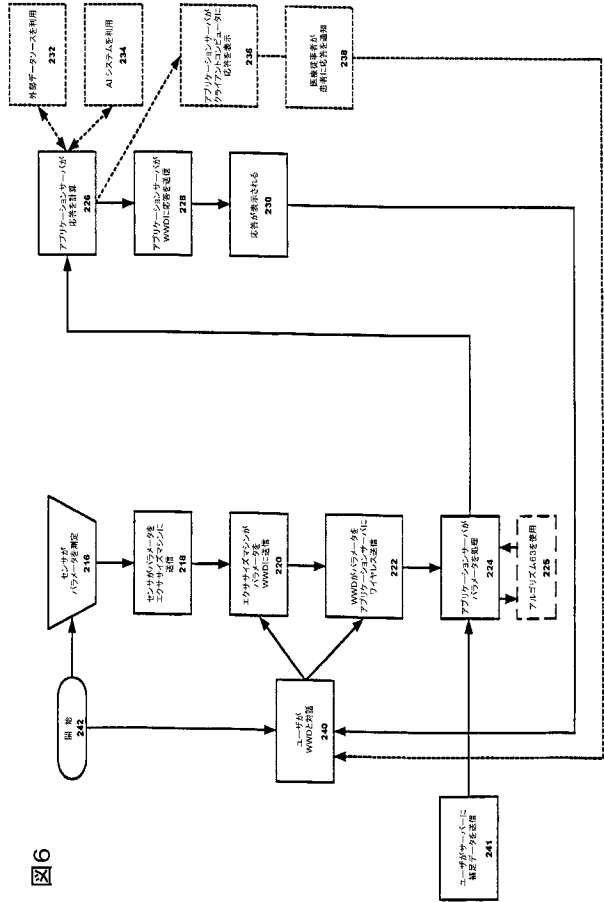 図6
開始
242
センサが
パラメータを測定
216
センサがパラメータを
エクササイズマシンに
送信
218
エクササイズマシンが
パラメータを
WWDに送信
220
WWDがパラメータを
アプリケーションサーバに
ワイヤレス送信
222
アプリケーションサーバが
パラメータを処理
224
アルゴリズム63を使用
225
ユーザが
WWDと対話
240
ユーザがサーバーに
補足データを送信
241
アプリケーションサーバが
応答を計算
226
アプリケーションサーバが
WWDに応答を送信
228
応答が表示される
230
外部データソースを利用
232
AIシステムを利用
234
アプリケーションサーバが
クライアントコンピュータに
応答を表示
236
医療従事者が
患者に応答を通知
238